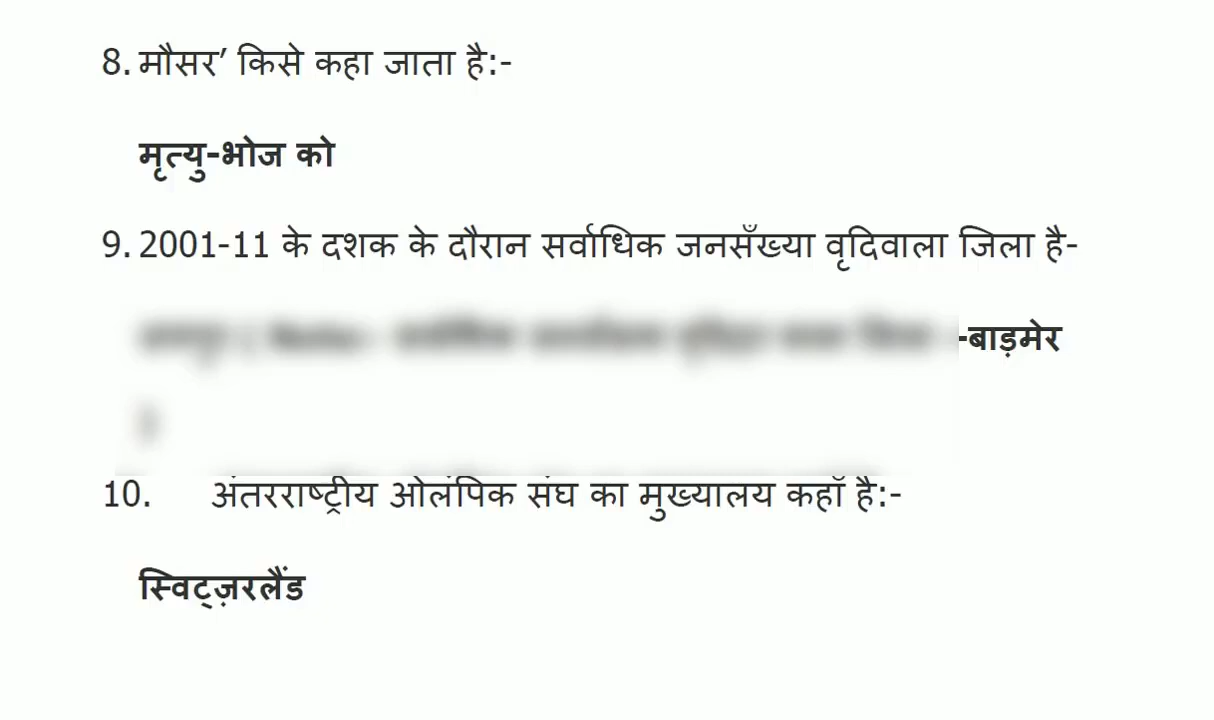 8. मौसर’ किसे कहा जाता है:-
मृत्यु-भोज को
9. 2001-11 के दशक के दौरान सर्वाधिक जनसँख्या वृदिवाला जिला है-
-बाड़मेर
10. अंतरराष्ट्रीय ओलंपिक संघ का मुख्यालय कहाँ है:-
स्विट्ज़रलैंड